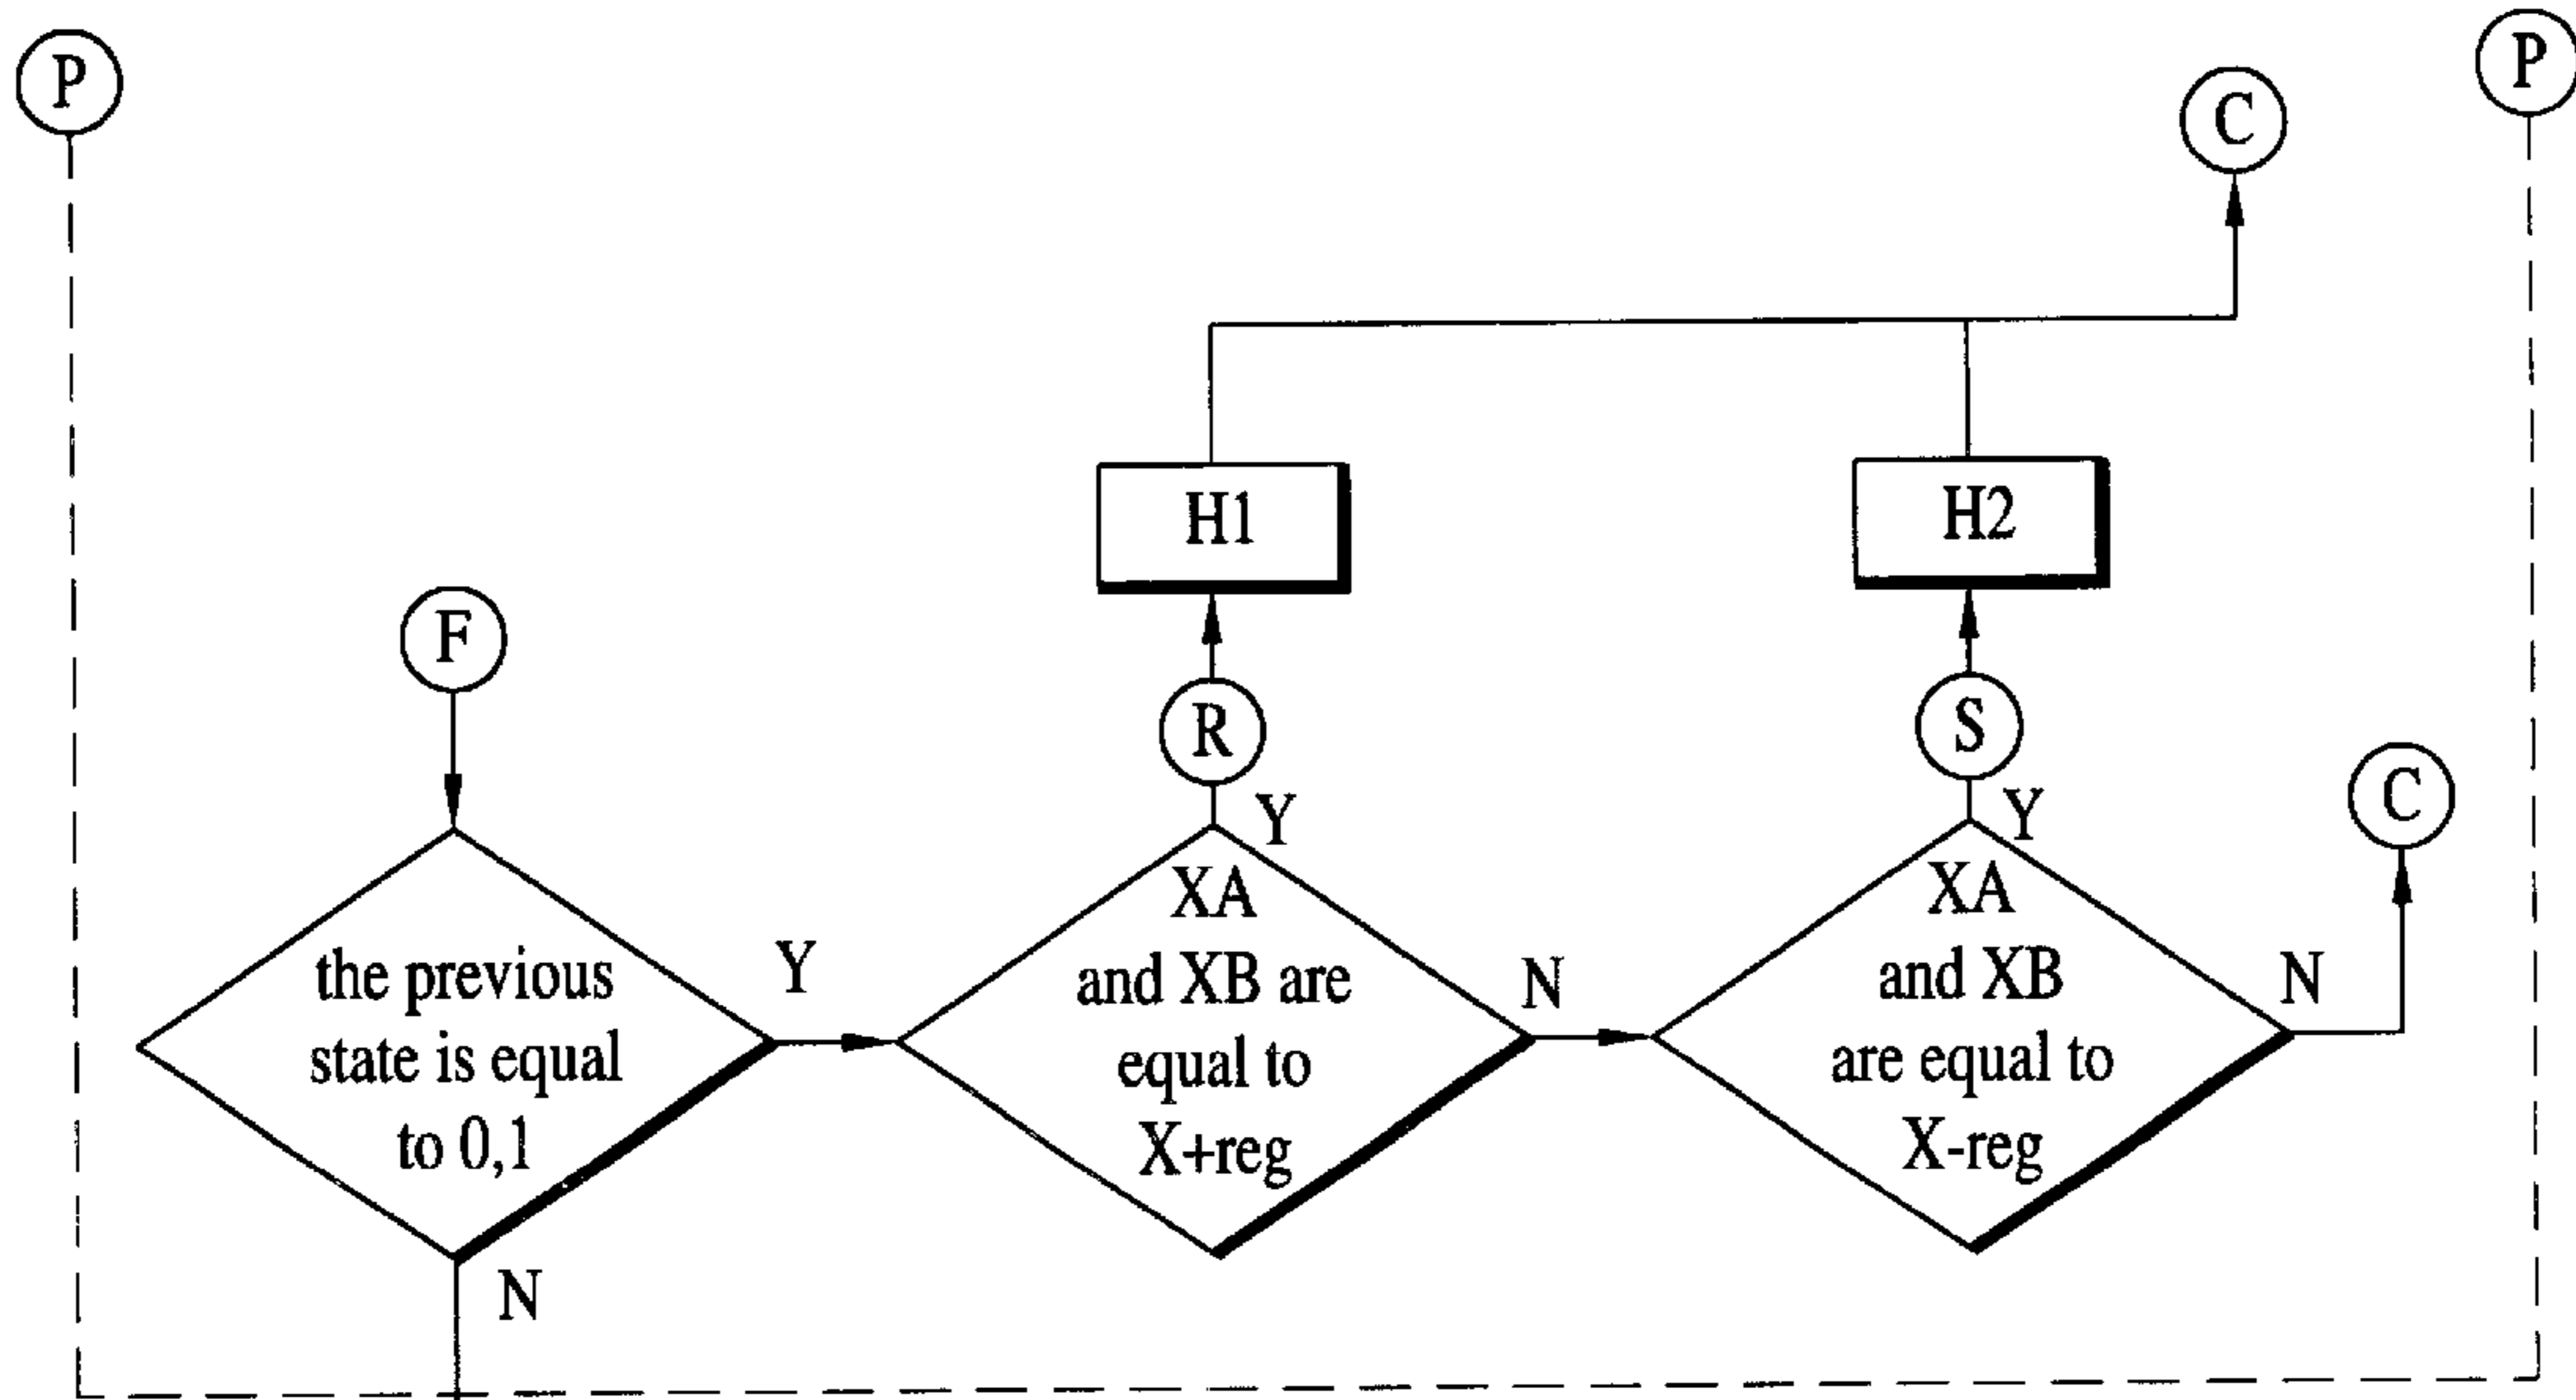 P
P
C
H1
H2
F
R
S
C
Y
Y
XA
and XB are
equal to
X+reg
XA
and XB
are equal to
X-reg
the previous
state is equal
to 0,1
Y
N
N
N